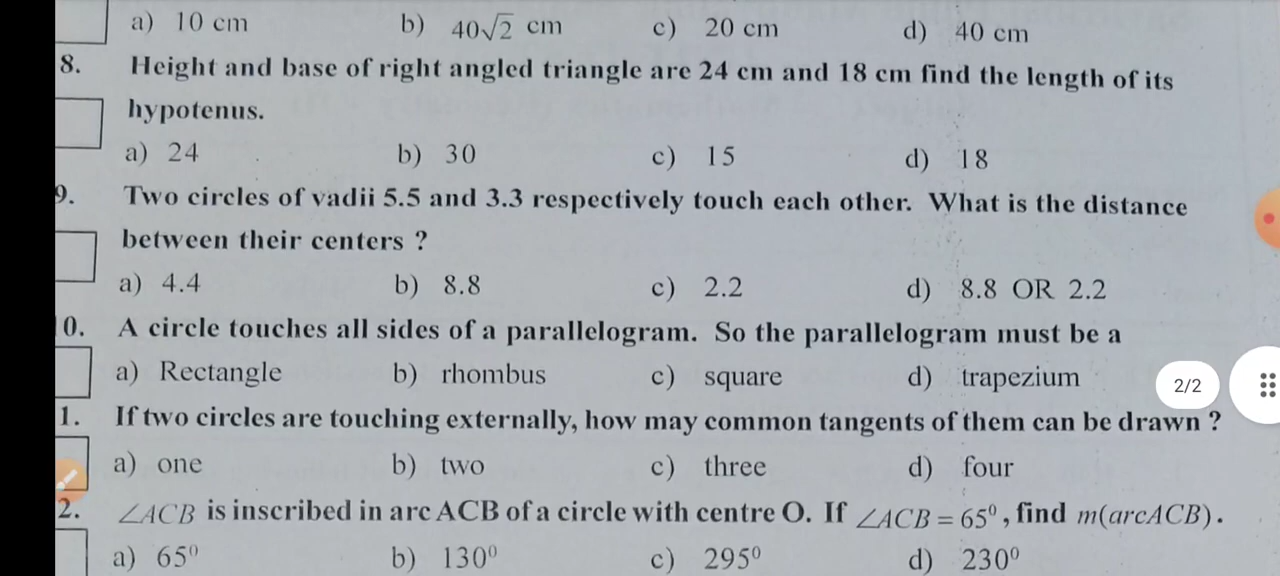 a) 10 cm b) 40√2 cm c) 20 cm d) 40 cm
8. Height and base of right angled triangle are 24 cm and 18 cm find the length of its
hypotenus.
a) 24 b) 30 c) 15 d) 18
9. Two circles of vadii 5.5 and 3.3 respectively touch each other. What is the distance
between their centers ?
a) 4.4 b) 8.8 c) 2.2 d) 8.8 OR 2.2
0. A circle touches all sides of a parallelogram. So the parallelogram must be a
a) Rectangle b) rhombus c) square d) trapezium
2/2
1. If two circles are touching externally, how may common tangents of them can be drawn ?
a) one b) two c) three d) four
2. ∠ACB is inscribed in arc ACB of a circle with centre O. If ∠ACB = 65⁰, find m(arcACB).
a) 65⁰ b) 130⁰ c) 295⁰ d) 230⁰